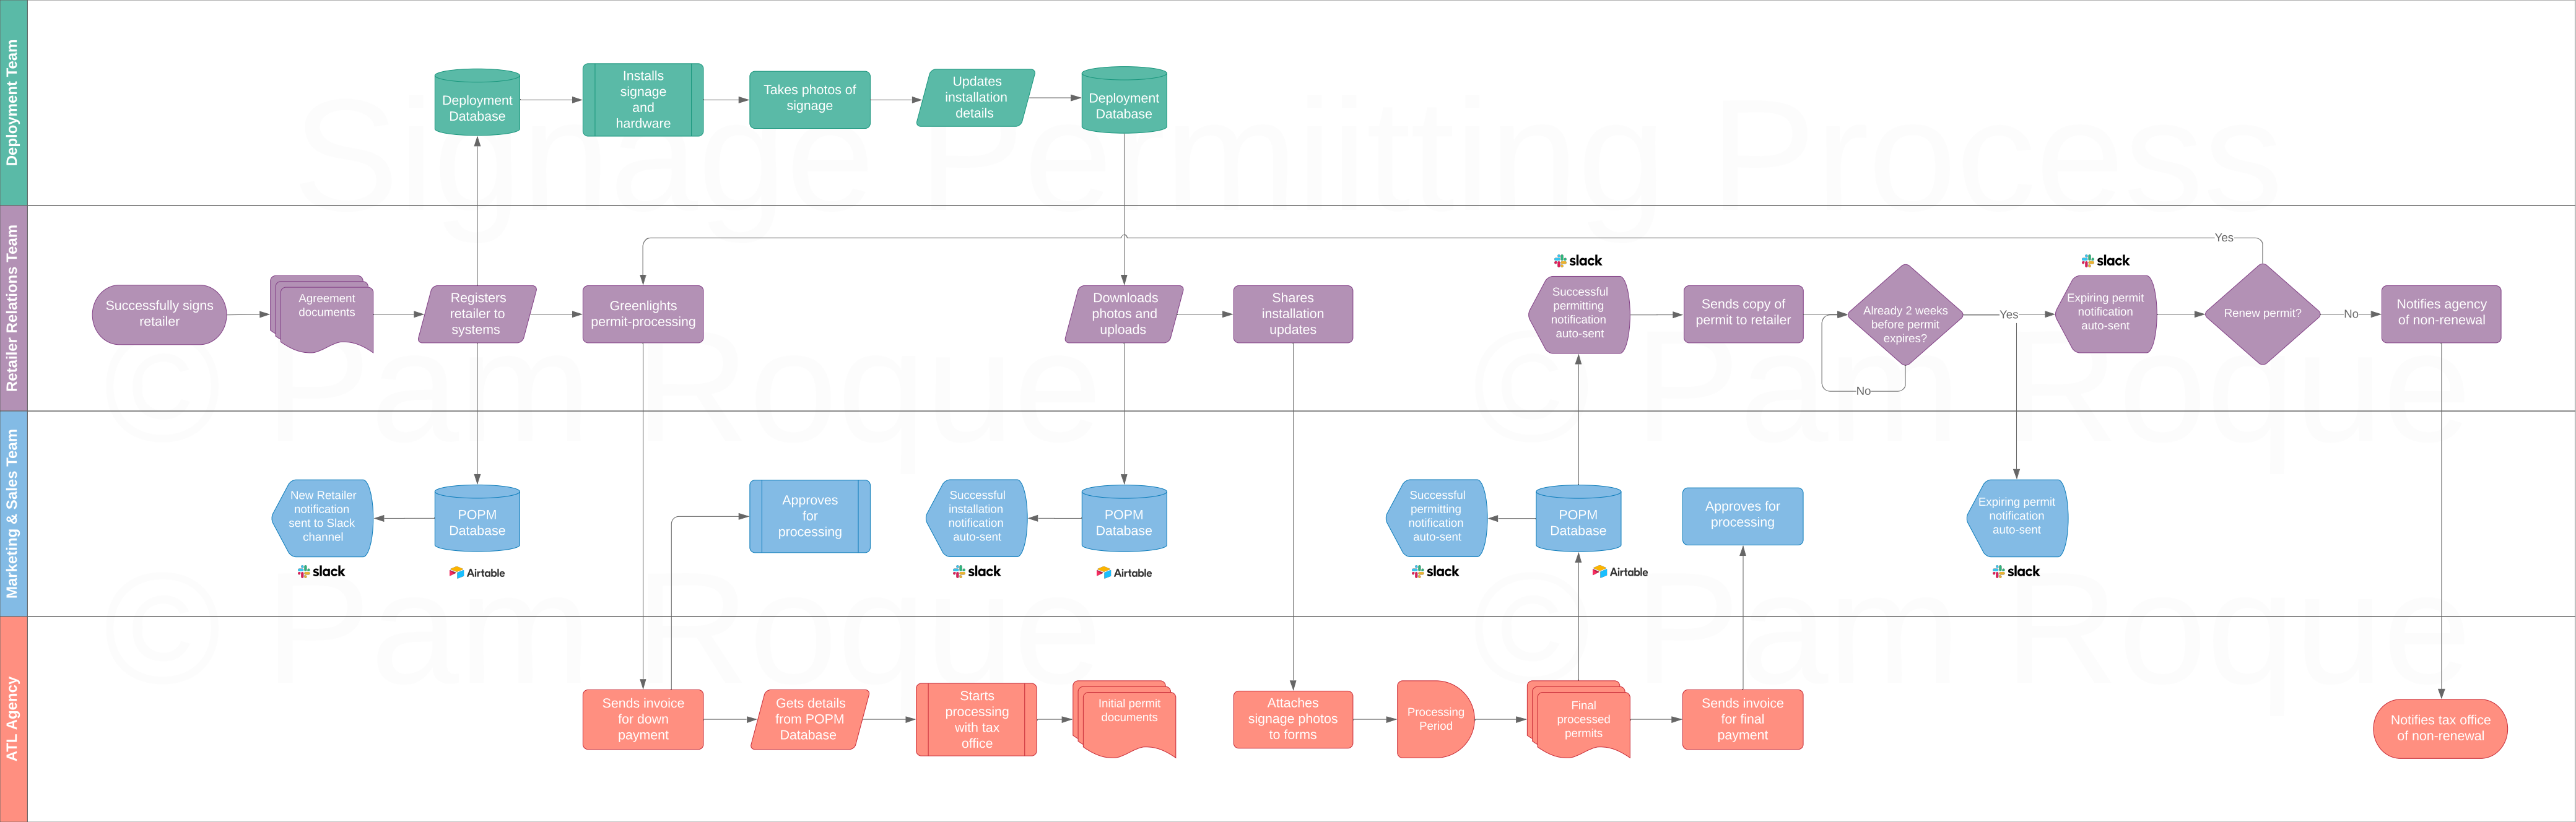 Signage Permitting Process
© Pam Roque
© Pam Roque
© Pam Roque
© Pam Roque
Deployment Team
Deployment
Database
Installs
signage
and
hardware
Takes photos of
signage
Updates
installation
details
Deployment
Database
Retailer Relations Team
Successfully signs
retailer
Agreement
documents
Registers
retailer to
systems
Greenlights
permit-processing
Downloads
photos and
uploads
Shares
installation
updates
slack
Successful
permitting
notification
auto-sent
Sends copy of
permit to retailer
Already 2 weeks
before permit
expires?
No
Yes
slack
Expiring permit
notification
auto-sent
Renew permit?
Yes
No
Notifies agency
of non-renewal
Marketing & Sales Team
New Retailer
notification
sent to Slack
channel
slack
POPM
Database
Airtable
Approves
for
processing
Successful
installation
notification
auto-sent
slack
POPM
Database
Airtable
Successful
permitting
notification
auto-sent
slack
POPM
Database
Airtable
Approves for
processing
Expiring permit
notification
auto-sent
slack
ATL Agency
Sends invoice
for down
payment
Gets details
from POPM
Database
Starts
processing
with tax
office
Initial permit
documents
Attaches
signage photos
to forms
Processing
Period
Final
processed
permits
Sends invoice
for final
payment
Notifies tax office
of non-renewal